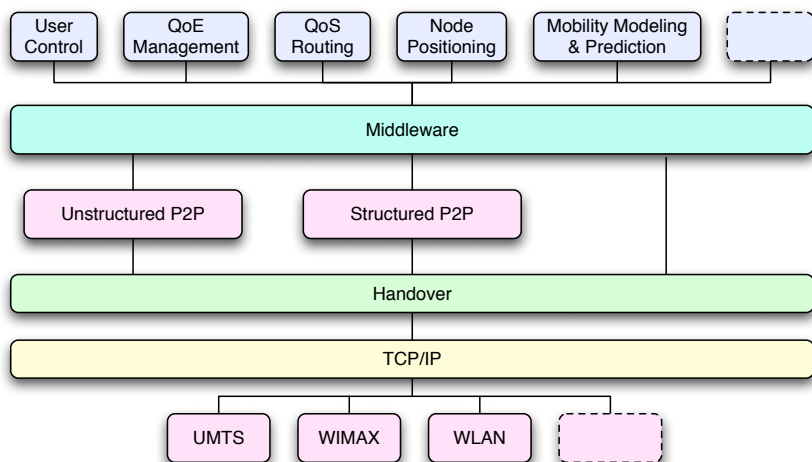 User
Control
QoE
Management
QoS
Routing
Node
Positioning
Mobility Modeling
& Prediction
Middleware
Unstructured P2P
Structured P2P
Handover
TCP/IP
UMTS
WIMAX
WLAN